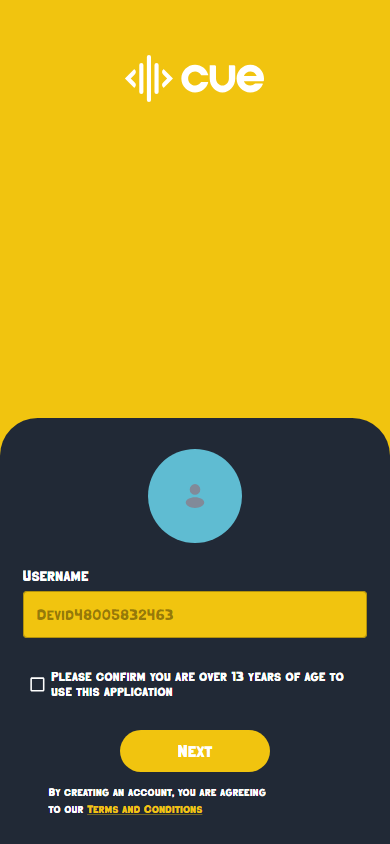 cue
Username
Devid48005832463
Please confirm you are over 13 years of age to
use this application
Next
By creating an account, you are agreeing
to our Terms and Conditions